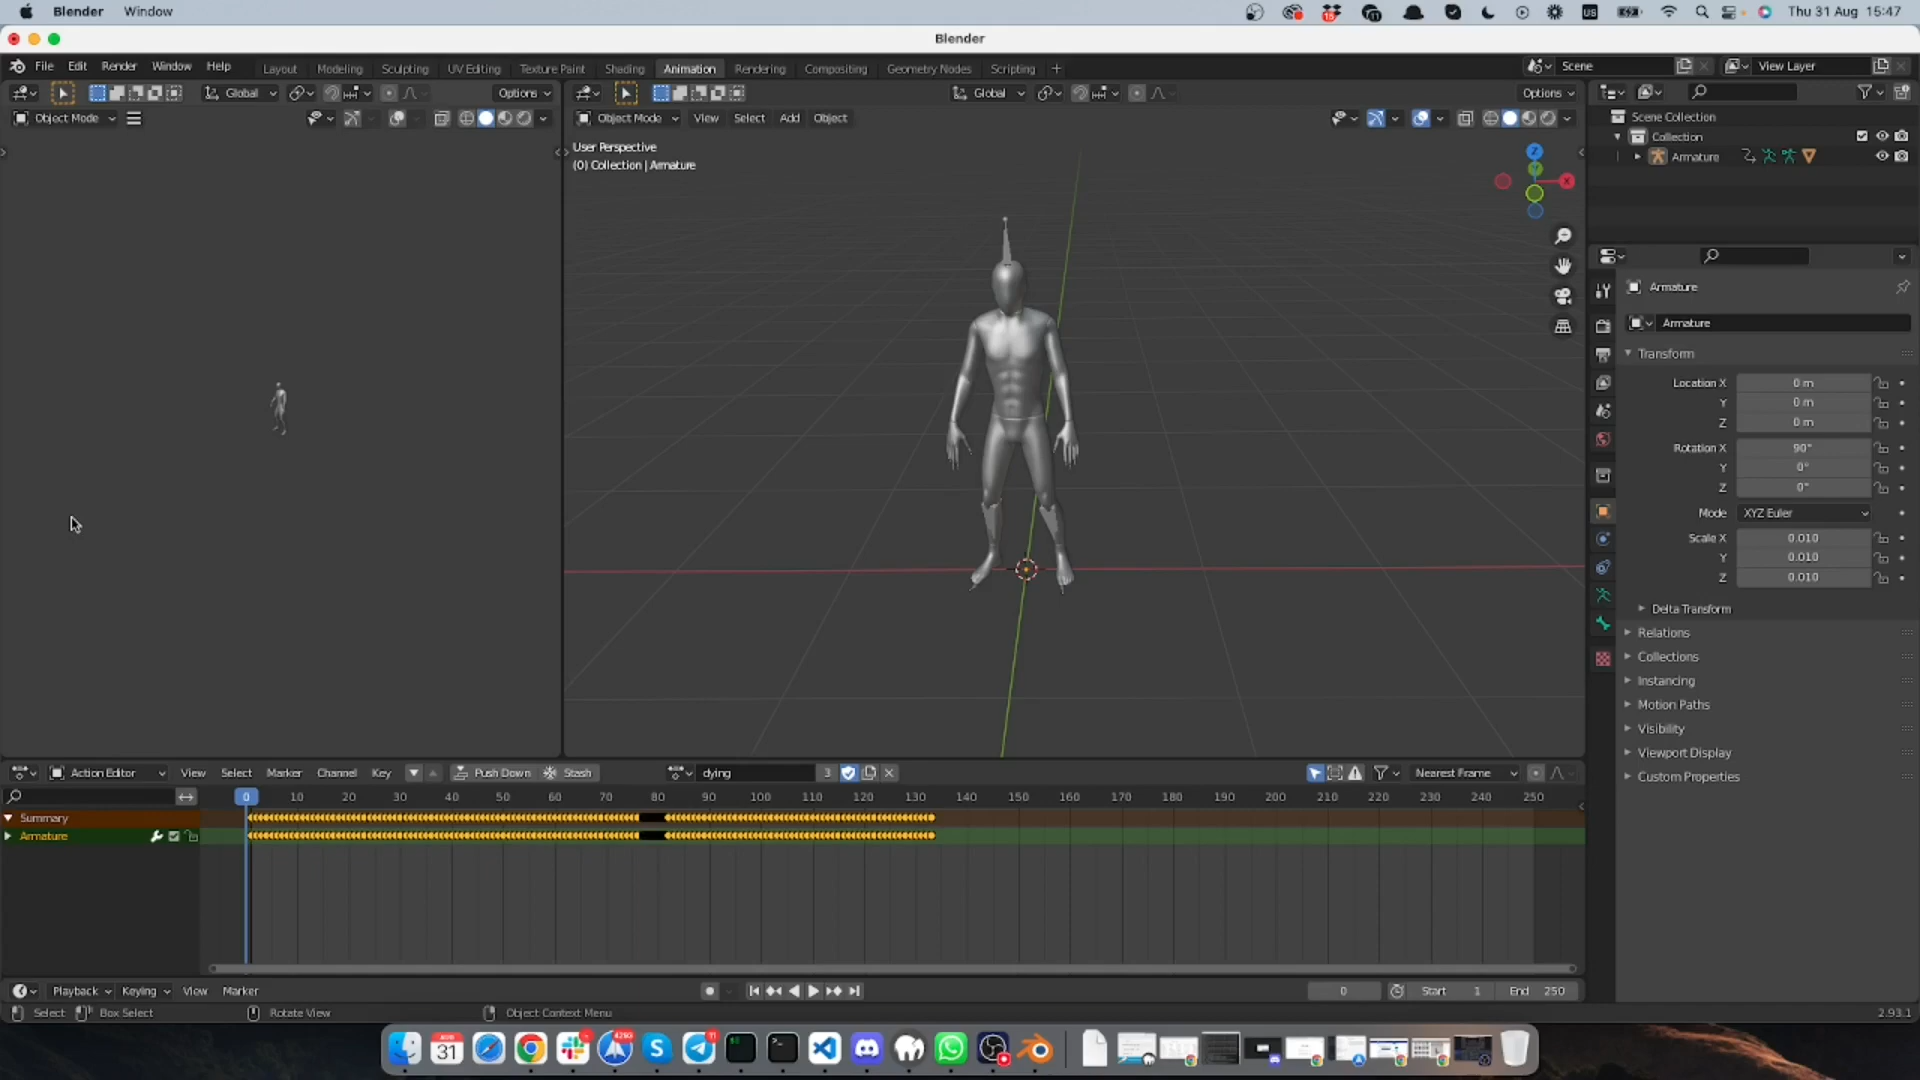 Blender Window Thu 31 Aug 15:47
Blender
File Edit Render Window Help Layout Modeling Sculpting UV Editing Texture Paint Shading Animation Rendering Compositing Geometry Nodes Scripting + Scene View Layer
Global Options Global Options
Object Mode Object Mode View Select Add Object
User Perspective
(0) Collection | Armature
Z
X
Scene Collection
Collection
Armature
Armature
Armature
Transform
Location X 0 m
Y 0 m
Z 0 m
Rotation X 90°
Y 0°
Z 0°
Mode XYZ Euler
Scale X 0.010
Y 0.010
Z 0.010
Delta Transform
Relations
Collections
Instancing
Motion Paths
Visibility
Viewport Display
Custom Properties
Action Editor View Select Marker Channel Key Push Down Stash dying 3 Nearest Frame
0 10 20 30 40 50 60 70 80 90 100 110 120 130 140 150 160 170 180 190 200 210 220 230 240 250
Summary
Armature
Playback Keying View Marker 0 Start 1 End 250
Select Box Select Rotate View Object Context Menu 2.93.1
31